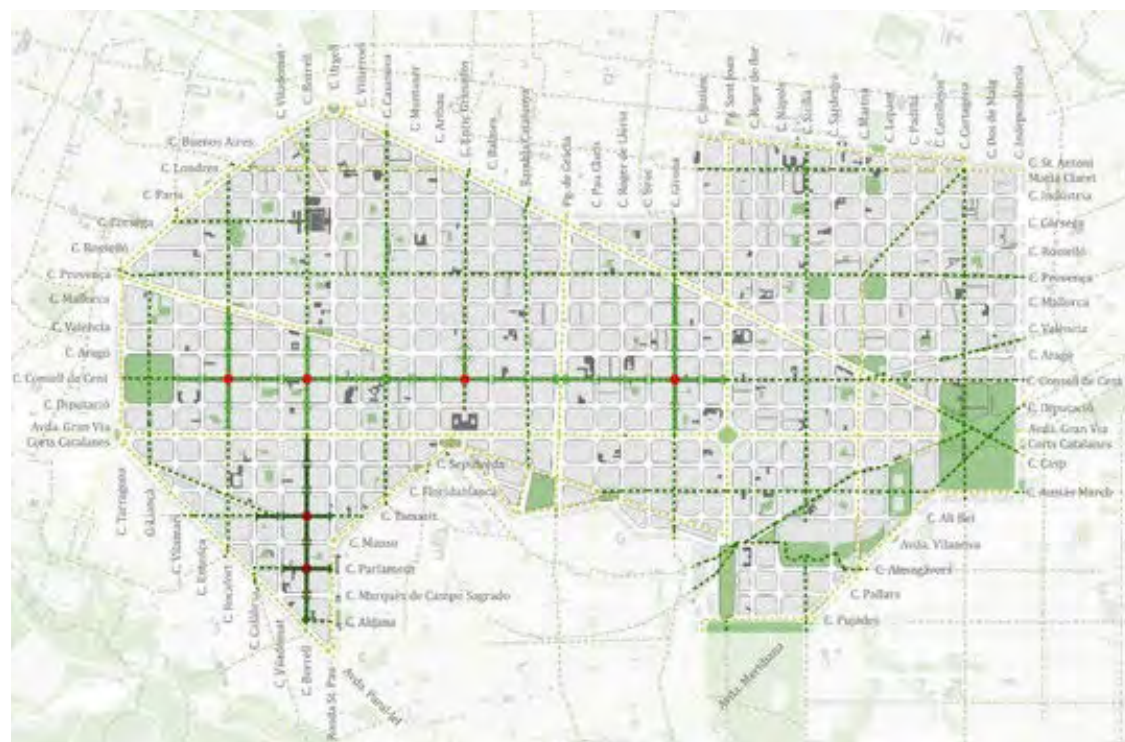 C. Viladomat
C. Borrell
C. Urgell
C. Villarroel
C. Casanova
C. Muntaner
C. Aribau
C. Enric Granados
C. Balmes
Rambla Catalunya
Pg. de Gràcia
C. Pau Claris
C. Roger de Llúria
C. Bruc
C. Girona
C. Bailèn
Pg. Sant Joan
C. Roger de Flor
C. Nàpols
C. Sicília
C. Sardenya
C. Marina
C. Lepant
C. Padilla
C. Castillejos
C. Cartagena
C. Dos de Maig
C. Independència
C. Buenos Aires
C. Londres
C. París
C. Còrsega
C. Rosselló
C. Provença
C. Mallorca
C. València
C. Aragó
C. Consell de Cent
C. Diputació
Avda. Gran Via
Corts Catalanes
C. St. Antoni
Maria Claret
C. Indústria
C. Còrsega
C. Rosselló
C. Provença
C. Mallorca
C. València
C. Aragó
C. Consell de Cent
C. Diputació
Avda. Gran Via
Corts Catalanes
C. Casp
C. Ausiàs March
C. Ali Bei
Avda. Vilanova
C. Almogàvers
C. Pallars
C. Pujades
Avda. Meridiana
C. Sepúlveda
C. Floridablanca
C. Tamarit
C. Manso
C. Parlament
C. Marquès de Campo Sagrado
C. Aldana
C. Tarragona
C. Llançà
C. Vilamarí
C. Entença
C. Rocafort
C. Calàbria
C. Viladomat
C. Borrell
Ronda St. Pau
Avda. Paral·lel